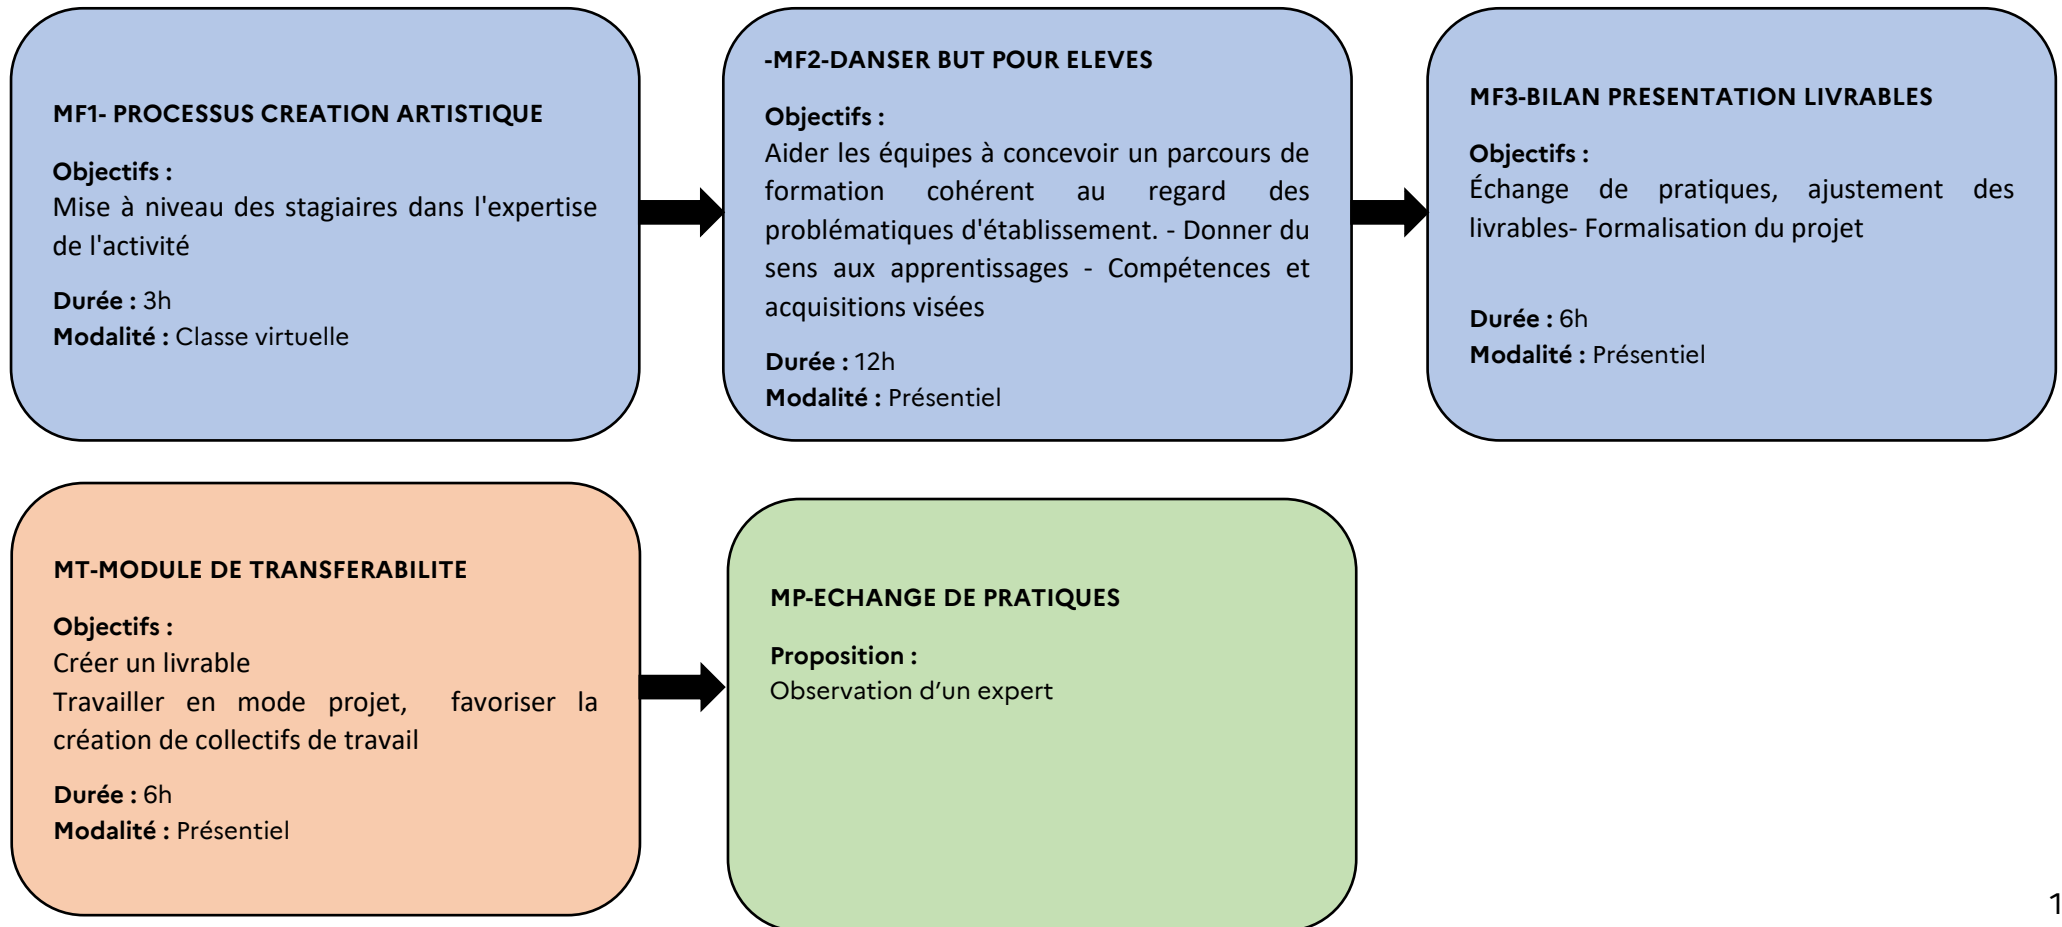 MF1- PROCESSUS CREATION ARTISTIQUE
Objectifs :
Mise à niveau des stagiaires dans l'expertise
de l'activité
Durée : 3h
Modalité : Classe virtuelle
-MF2-DANSER BUT POUR ELEVES
Objectifs :
Aider les équipes à concevoir un parcours de
formation cohérent au regard des
problématiques d'établissement. - Donner du
sens aux apprentissages - Compétences et
acquisitions visées
Durée : 12h
Modalité : Présentiel
MF3-BILAN PRESENTATION LIVRABLES
Objectifs :
Échange de pratiques, ajustement des
livrables- Formalisation du projet
Durée : 6h
Modalité : Présentiel
MT-MODULE DE TRANSFERABILITE
Objectifs :
Créer un livrable
Travailler en mode projet, favoriser la
création de collectifs de travail
Durée : 6h
Modalité : Présentiel
MP-ECHANGE DE PRATIQUES
Proposition :
Observation d’un expert
1